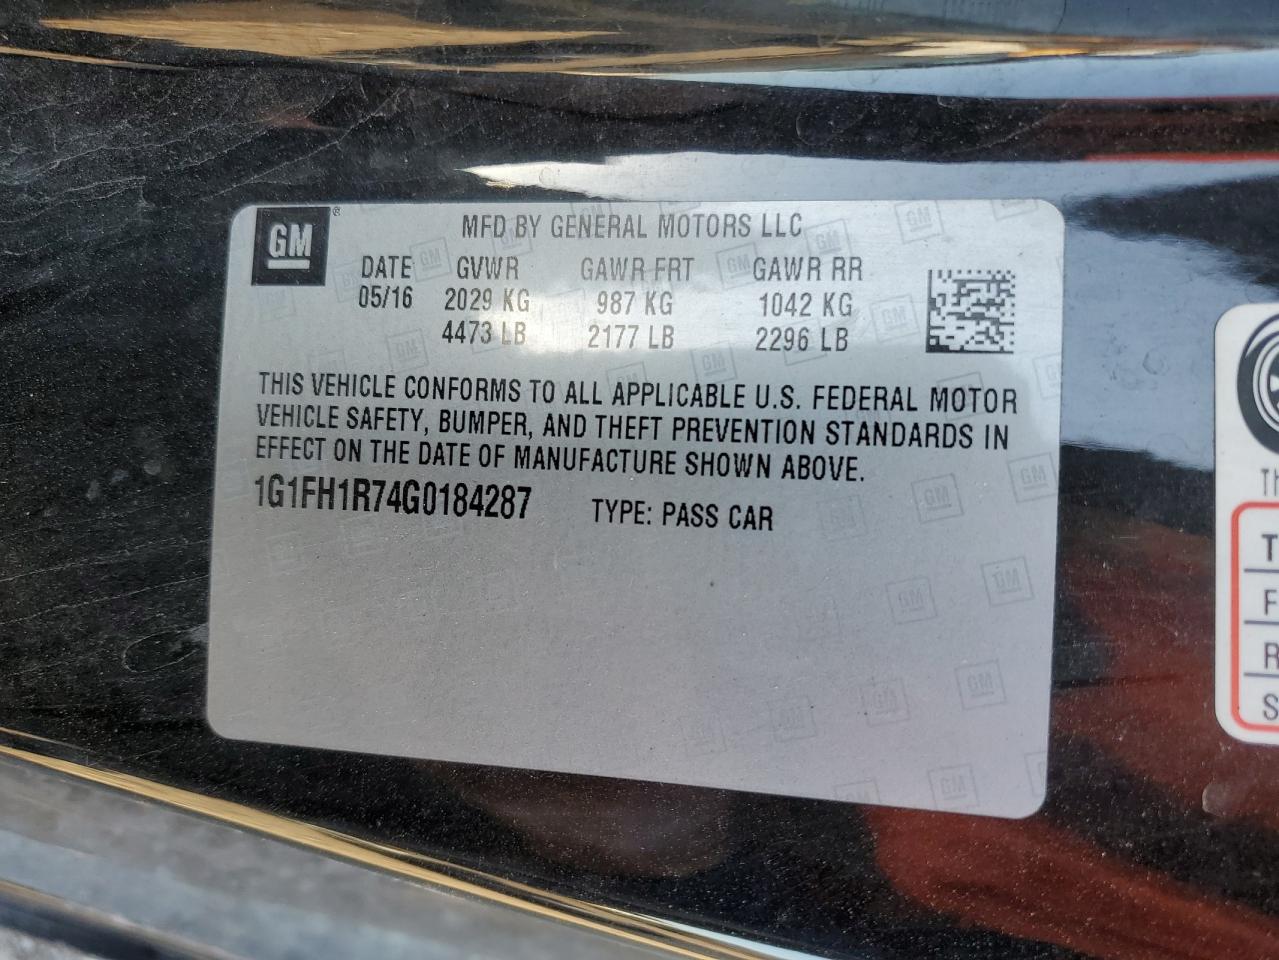 GM®
MFD BY GENERAL MOTORS LLC
DATE GVWR GAWR FRT GAWR RR
05/16 2029 KG 987 KG 1042 KG
4473 LB 2177 LB 2296 LB
THIS VEHICLE CONFORMS TO ALL APPLICABLE U.S. FEDERAL MOTOR
VEHICLE SAFETY, BUMPER, AND THEFT PREVENTION STANDARDS IN
EFFECT ON THE DATE OF MANUFACTURE SHOWN ABOVE.
1G1FH1R74G0184287 TYPE: PASS CAR
TH
T
F
R
S